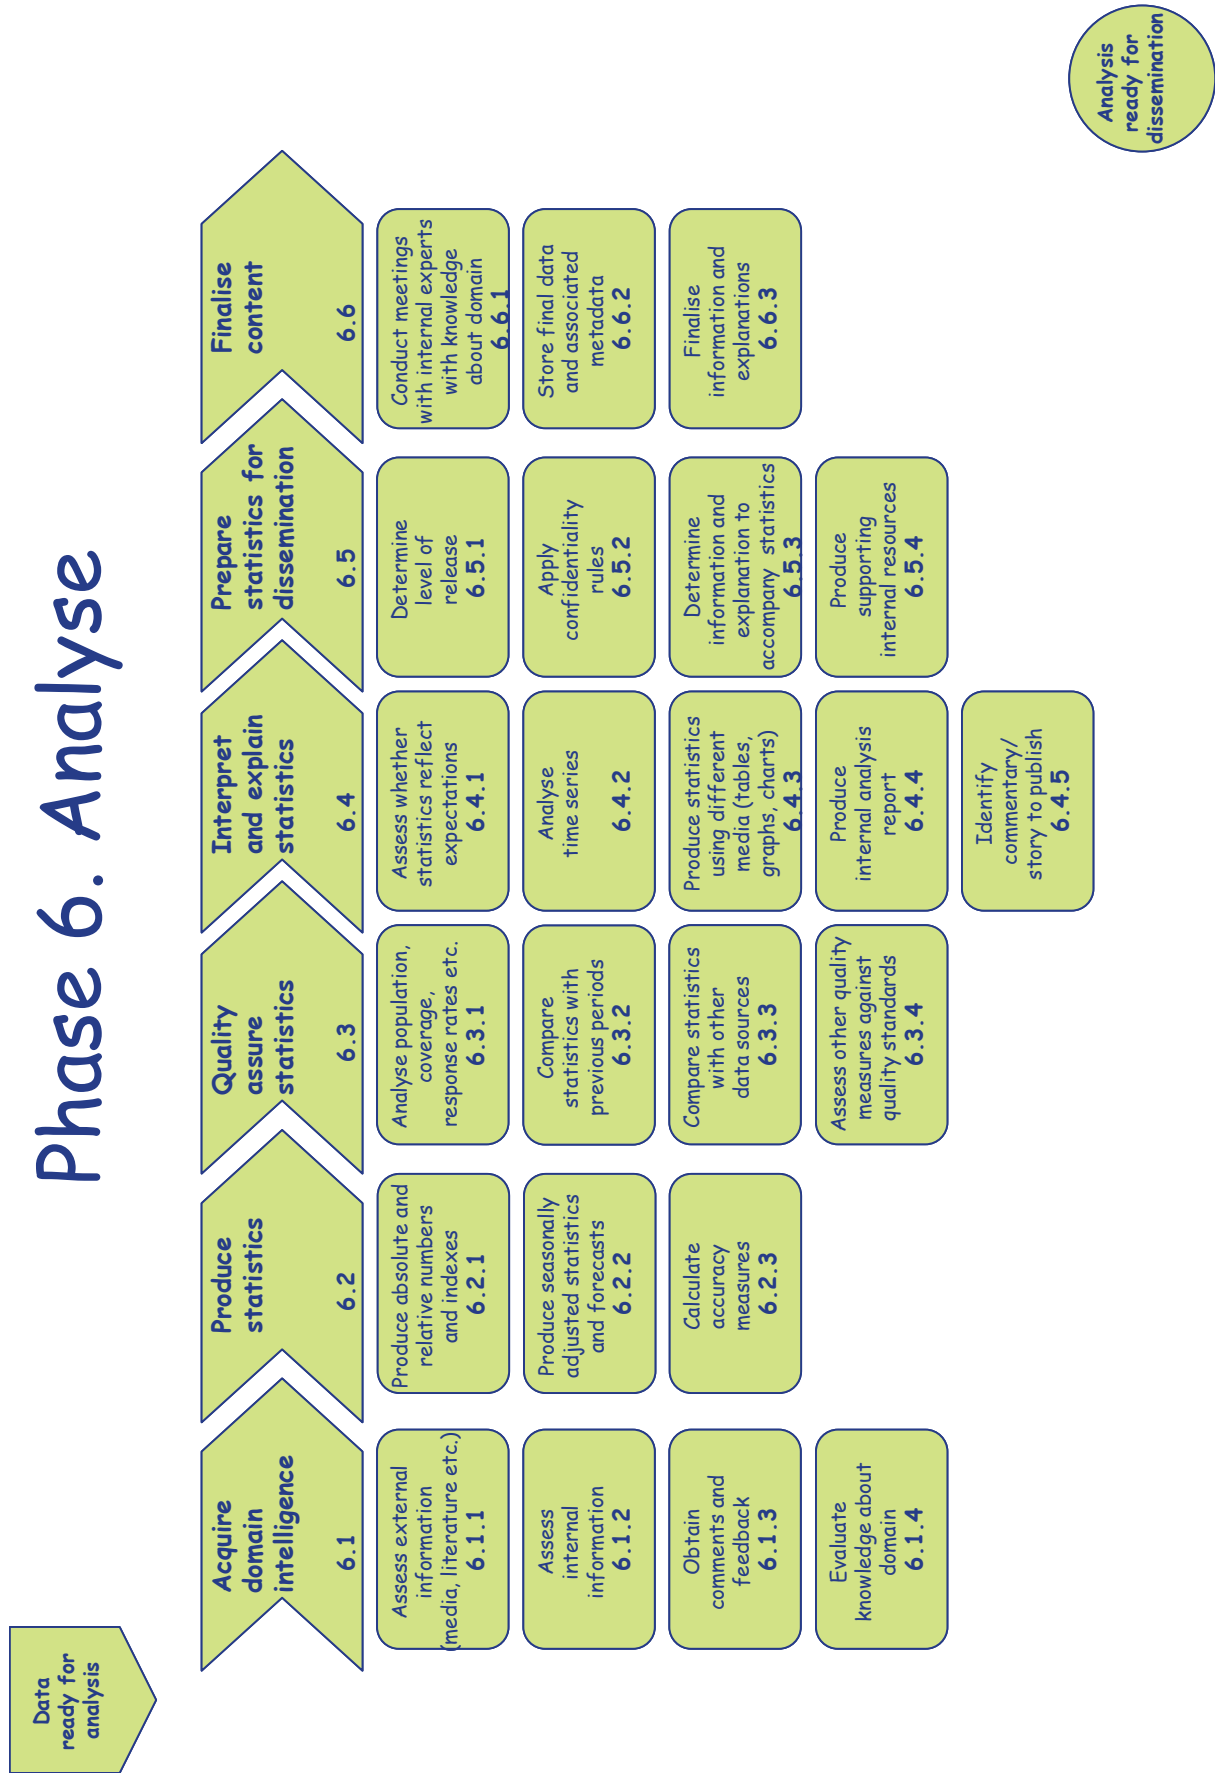 Phase 6. Analyse
Data
ready for
analysis
Acquire
domain
intelligence
6.1
Assess external
information
(media, literature etc.)
6.1.1
Assess
internal
information
6.1.2
Obtain
comments and
feedback
6.1.3
Evaluate
knowledge about
domain
6.1.4
Produce
statistics
6.2
Produce absolute and
relative numbers
and indexes
6.2.1
Produce seasonally
adjusted statistics
and forecasts
6.2.2
Calculate
accuracy
measures
6.2.3
Quality
assure
statistics
6.3
Analyse population,
coverage,
response rates etc.
6.3.1
Compare
statistics with
previous periods
6.3.2
Compare statistics
with other
data sources
6.3.3
Assess other quality
measures against
quality standards
6.3.4
Interpret
and explain
statistics
6.4
Assess whether
statistics reflect
expectations
6.4.1
Analyse
time series
6.4.2
Produce statistics
using different
media (tables,
graphs, charts)
6.4.3
Produce
internal analysis
report
6.4.4
Identify
commentary/
story to publish
6.4.5
Prepare
statistics for
dissemination
6.5
Determine
level of
release
6.5.1
Apply
confidentiality
rules
6.5.2
Determine
information and
explanation to
accompany statistics
6.5.3
Produce
supporting
internal resources
6.5.4
Finalise
content
6.6
Conduct meetings
with internal experts
with knowledge
about domain
6.6.1
Store final data
and associated
metadata
6.6.2
Finalise
information and
explanations
6.6.3
Analysis
ready for
dissemination